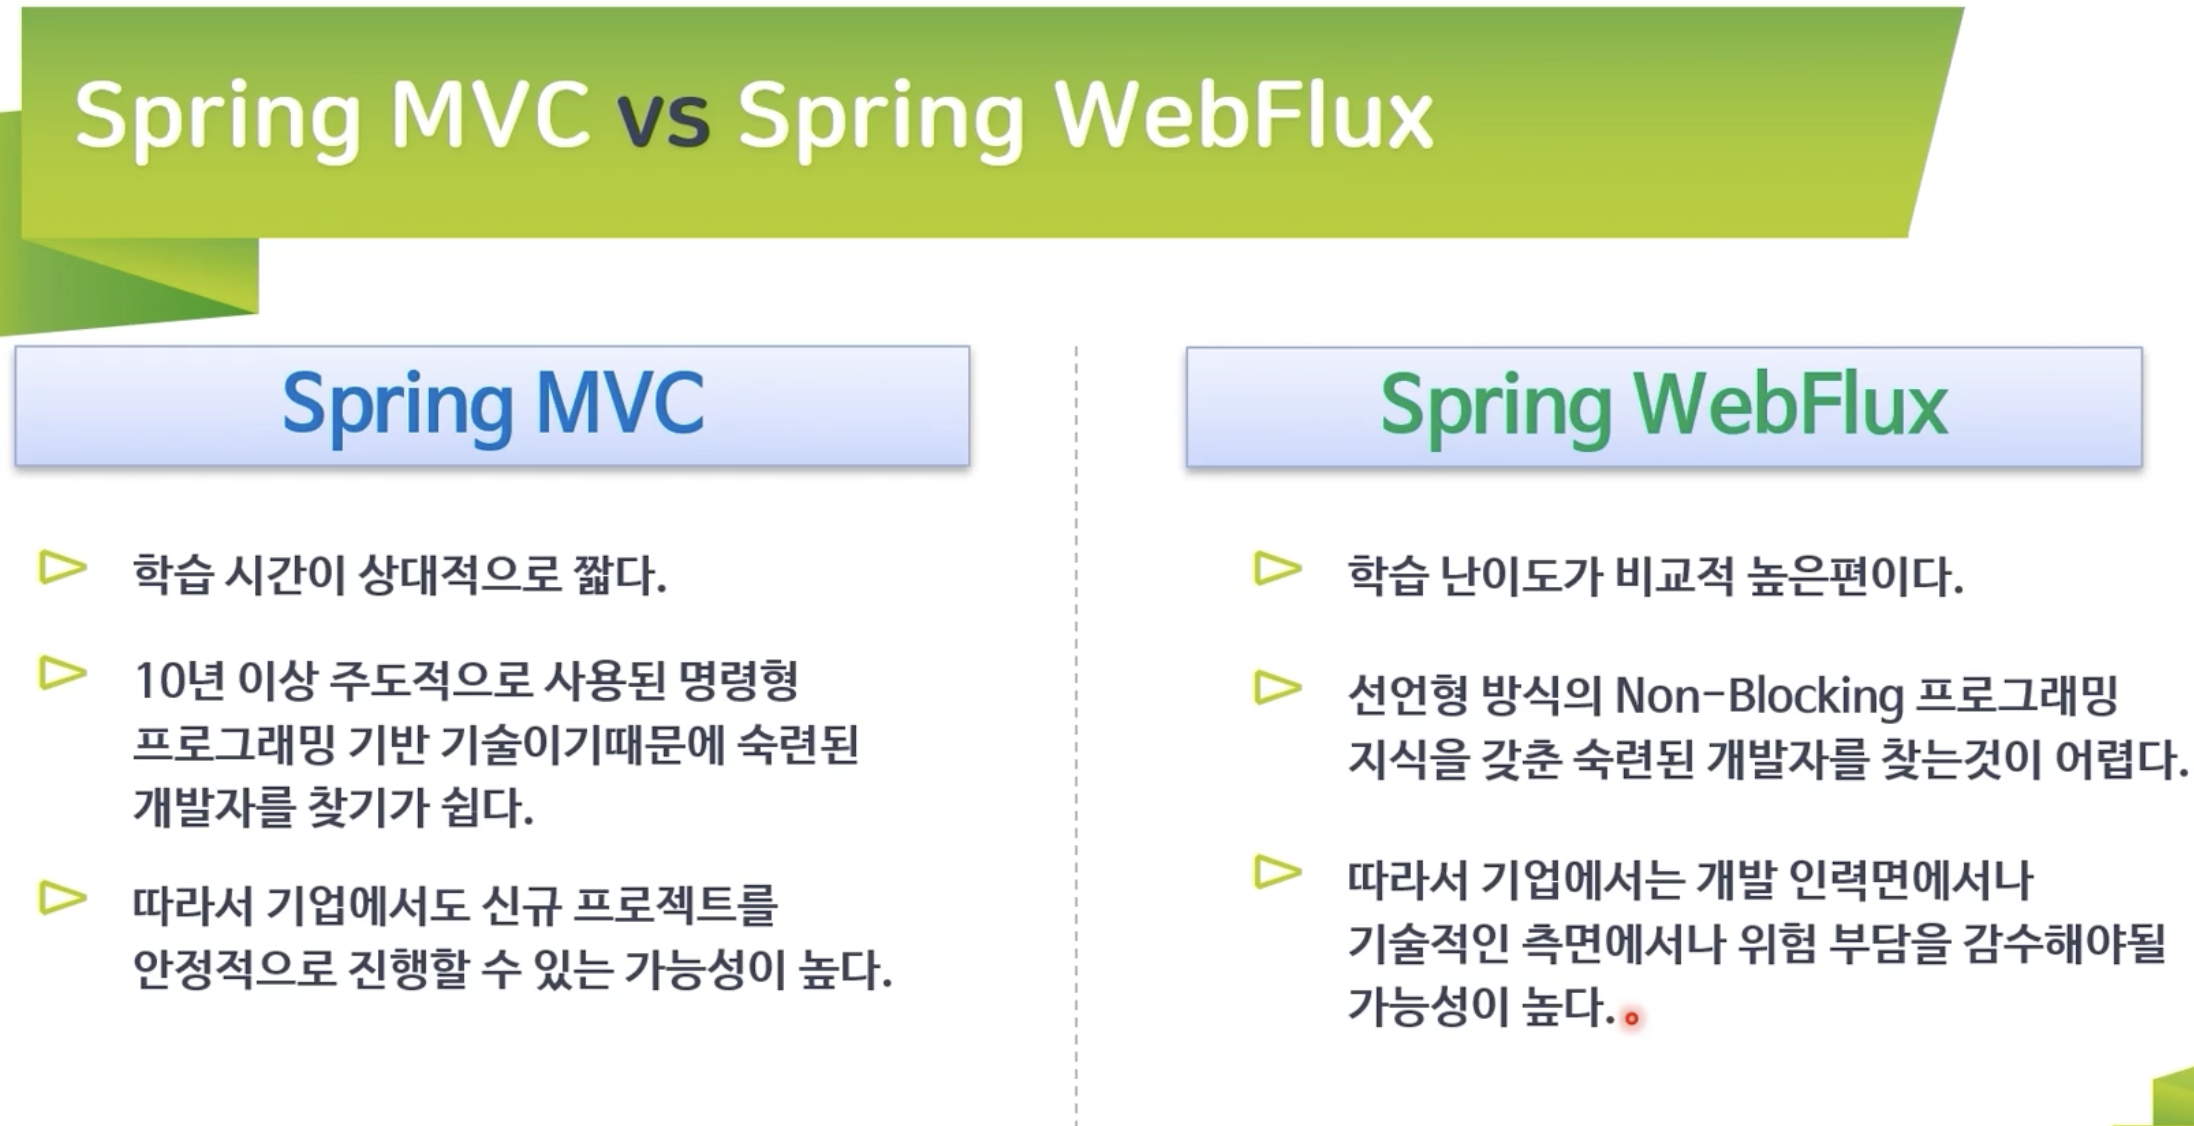 Spring MVC vs Spring WebFlux
Spring MVC
학습 시간이 상대적으로 짧다.
10년 이상 주도적으로 사용된 명령형
프로그래밍 기반 기술이기때문에 숙련된
개발자를 찾기가 쉽다.
따라서 기업에서도 신규 프로젝트를
안정적으로 진행할 수 있는 가능성이 높다.
Spring WebFlux
학습 난이도가 비교적 높은편이다.
선언형 방식의 Non-Blocking 프로그래밍
지식을 갖춘 숙련된 개발자를 찾는것이 어렵다.
따라서 기업에서는 개발 인력면에서나
기술적인 측면에서나 위험 부담을 감수해야될
가능성이 높다.